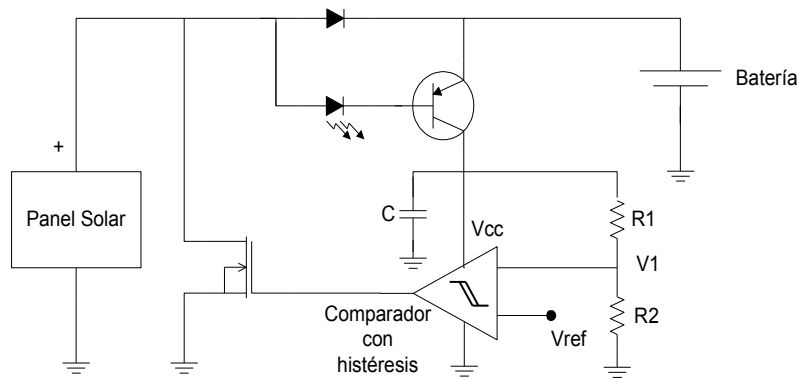 Batería
+
Panel Solar
C
Vcc
R1
V1
R2
Vref
Comparador
con
histéresis